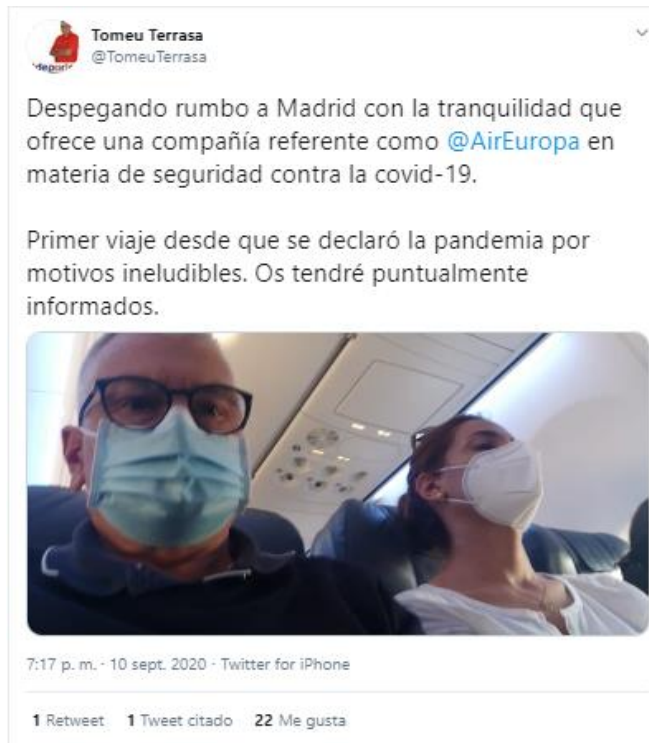 Tomeu Terrasa
@TomeuTerrasa
Despegando rumbo a Madrid con la tranquilidad que
ofrece una compañía referente como @AirEuropa en
materia de seguridad contra la covid-19.
Primer viaje desde que se declaró la pandemia por
motivos ineludibles. Os tendré puntualmente
informados.
7:17 p. m. · 10 sept. 2020 · Twitter for iPhone
1 Retweet 1 Tweet citado 22 Me gusta